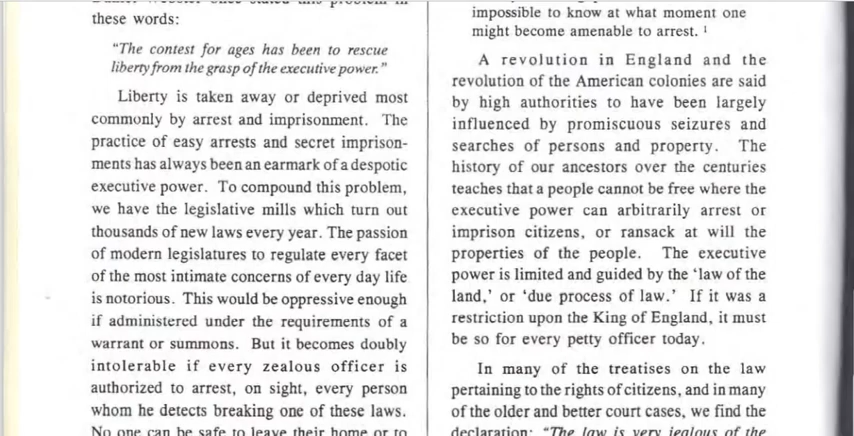 these words:
"The contest for ages has been to rescue
liberty from the grasp of the executive power."
Liberty is taken away or deprived most
commonly by arrest and imprisonment. The
practice of easy arrests and secret imprison-
ments has always been an earmark of a despotic
executive power. To compound this problem,
we have the legislative mills which turn out
thousands of new laws every year. The passion
of modern legislatures to regulate every facet
of the most intimate concerns of every day life
is notorious. This would be oppressive enough
if administered under the requirements of a
warrant or summons. But it becomes doubly
intolerable if every zealous officer is
authorized to arrest, on sight, every person
whom he detects breaking one of these laws.
No one can be safe to leave their home or to
impossible to know at what moment one
might become amenable to arrest. ¹
A revolution in England and the
revolution of the American colonies are said
by high authorities to have been largely
influenced by promiscuous seizures and
searches of persons and property. The
history of our ancestors over the centuries
teaches that a people cannot be free where the
executive power can arbitrarily arrest or
imprison citizens, or ransack at will the
properties of the people. The executive
power is limited and guided by the 'law of the
land,' or 'due process of law.' If it was a
restriction upon the King of England, it must
be so for every petty officer today.
In many of the treatises on the law
pertaining to the rights of citizens, and in many
of the older and better court cases, we find the
declaration: "The law is very jealous of the